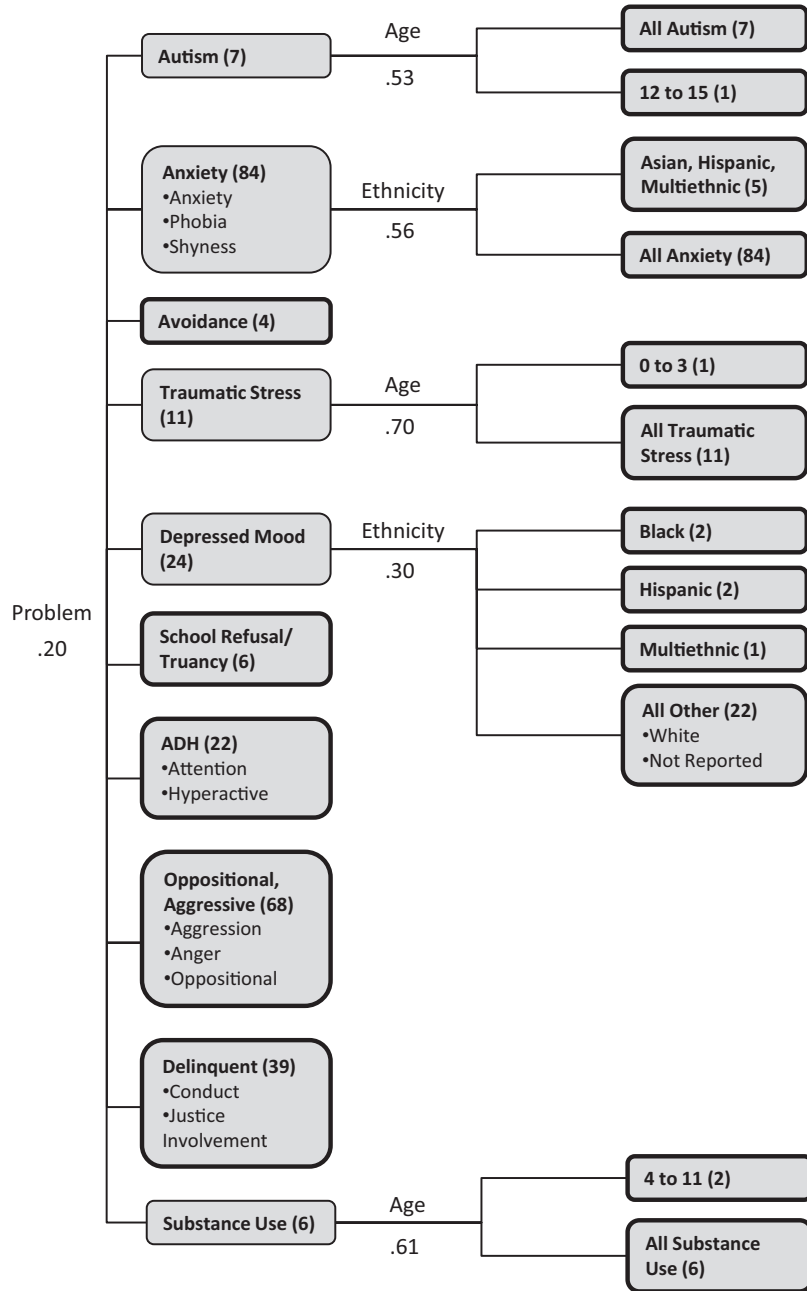 Problem
.20
Autism (7)
Age
.53
All Autism (7)
12 to 15 (1)
Anxiety (84)
•Anxiety
•Phobia
•Shyness
Ethnicity
.56
Asian, Hispanic,
Multiethnic (5)
All Anxiety (84)
Avoidance (4)
Traumatic Stress
(11)
Age
.70
0 to 3 (1)
All Traumatic
Stress (11)
Depressed Mood
(24)
Ethnicity
.30
Black (2)
Hispanic (2)
Multiethnic (1)
All Other (22)
•White
•Not Reported
School Refusal/
Truancy (6)
ADH (22)
•Attention
•Hyperactive
Oppositional,
Aggressive (68)
•Aggression
•Anger
•Oppositional
Delinquent (39)
•Conduct
•Justice
Involvement
Substance Use (6)
Age
.61
4 to 11 (2)
All Substance
Use (6)